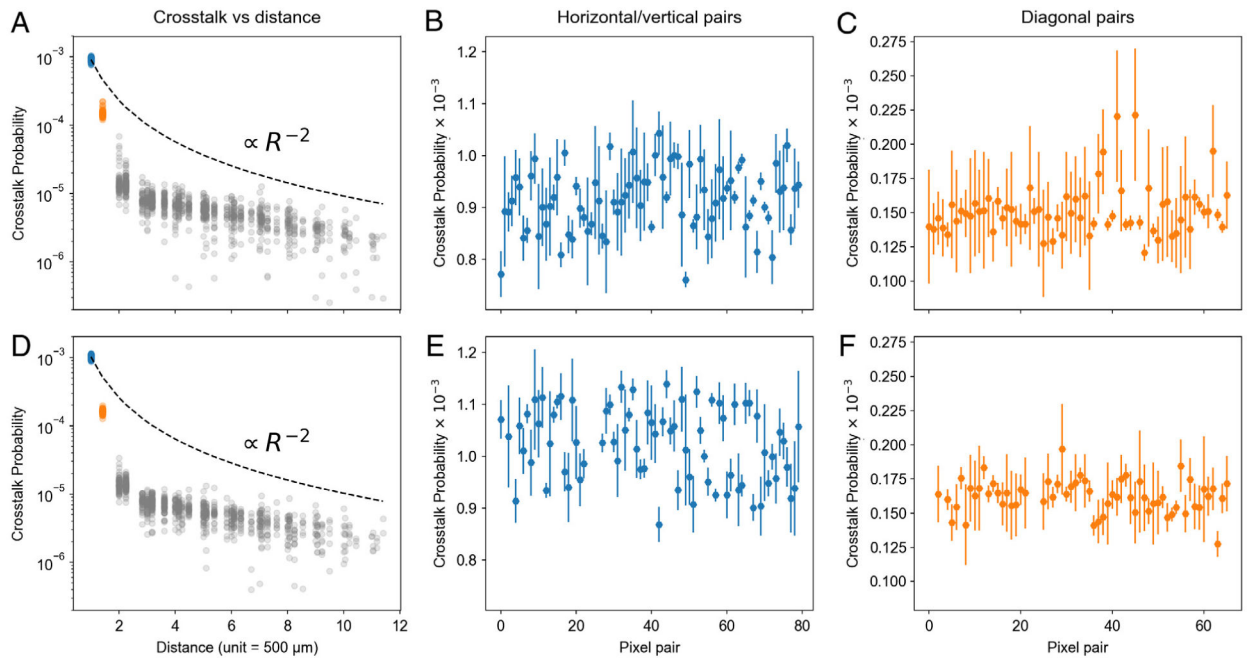 Crosstalk vs distance
Horizontal/vertical pairs
Diagonal pairs
A
10⁻³
10⁻⁴
10⁻⁵
10⁻⁶
Crosstalk Probability
∝ R⁻²
B
1.2
1.1
1.0
0.9
0.8
Crosstalk Probability × 10⁻³
C
0.275
0.250
0.225
0.200
0.175
0.150
0.125
0.100
Crosstalk Probability × 10⁻³
D
10⁻³
10⁻⁴
10⁻⁵
10⁻⁶
Crosstalk Probability
∝ R⁻²
2 4 6 8 10 12
Distance (unit = 500 µm)
E
1.2
1.1
1.0
0.9
0.8
Crosstalk Probability × 10⁻³
0 20 40 60 80
Pixel pair
F
0.275
0.250
0.225
0.200
0.175
0.150
0.125
0.100
Crosstalk Probability × 10⁻³
0 20 40 60
Pixel pair